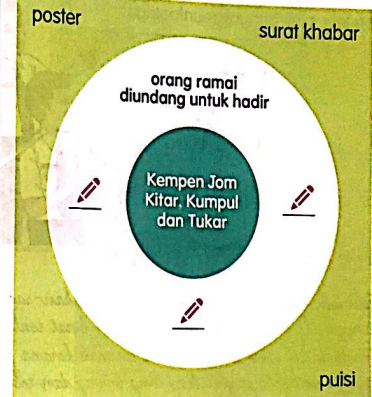 poster
surat khabar
orang ramai
diundang untuk hadir
Kempen Jom
Kitar, Kumpul
dan Tukar
puisi